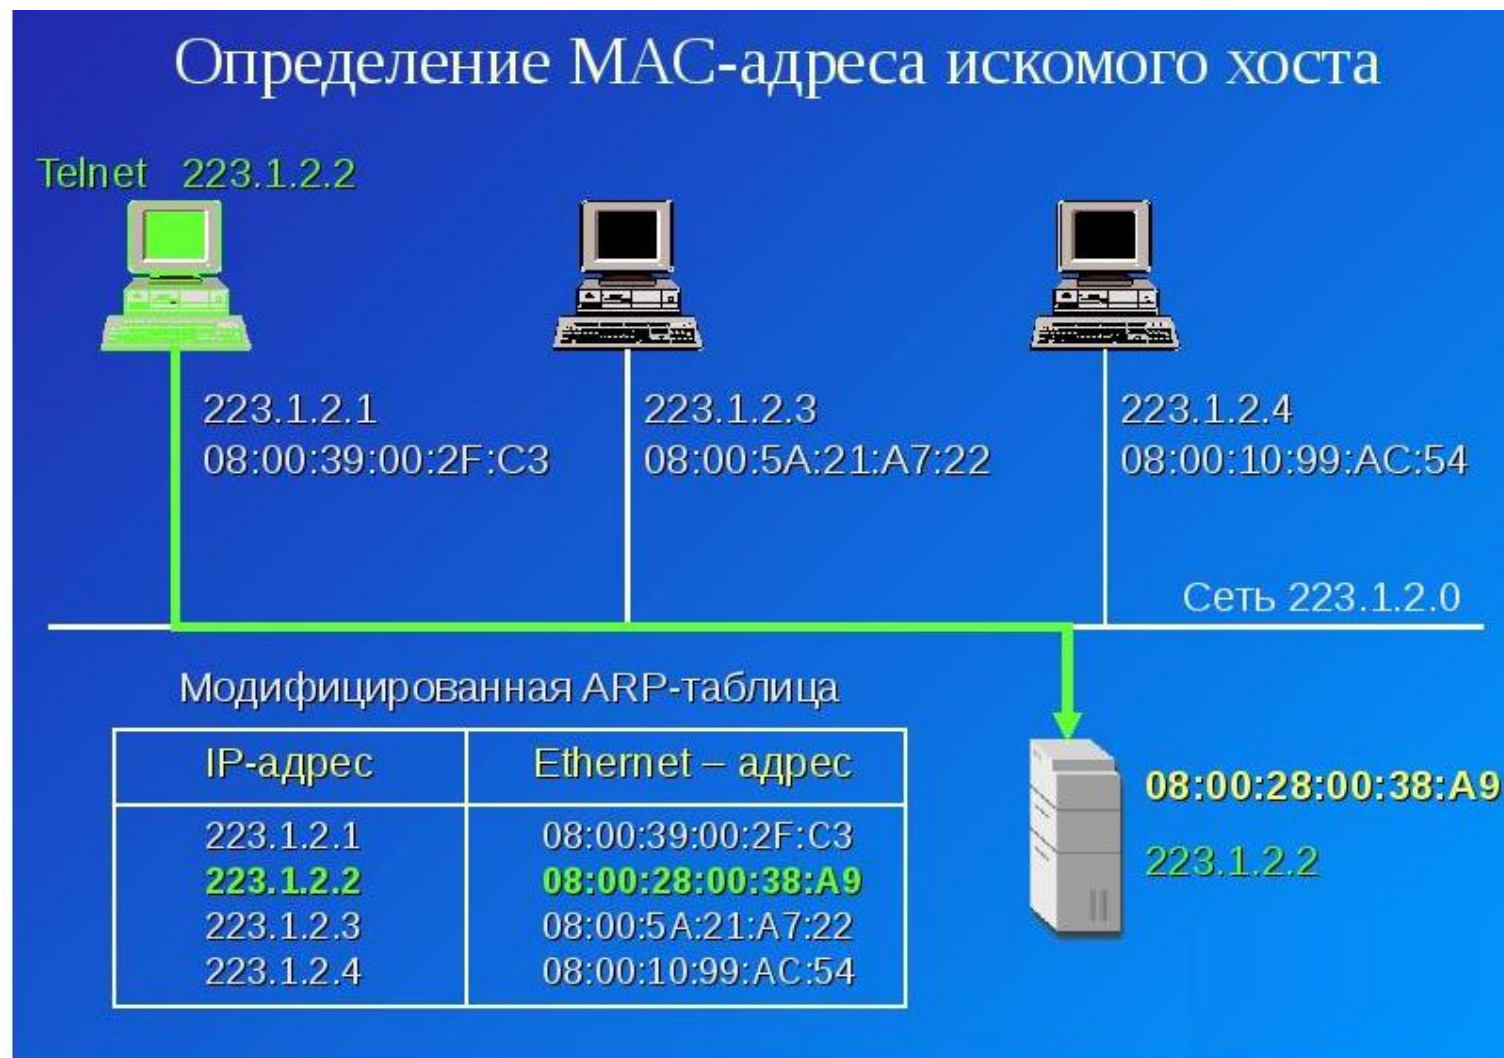 Определение MAC-адреса искомого хоста
Telnet 223.1.2.2
223.1.2.1
08:00:39:00:2F:C3
223.1.2.3
08:00:5A:21:A7:22
223.1.2.4
08:00:10:99:AC:54
Сеть 223.1.2.0
Модифицированная ARP-таблица
IP-адрес Ethernet – адрес
223.1.2.1 08:00:39:00:2F:C3
223.1.2.2 08:00:28:00:38:A9
223.1.2.3 08:00:5A:21:A7:22
223.1.2.4 08:00:10:99:AC:54
08:00:28:00:38:A9
223.1.2.2